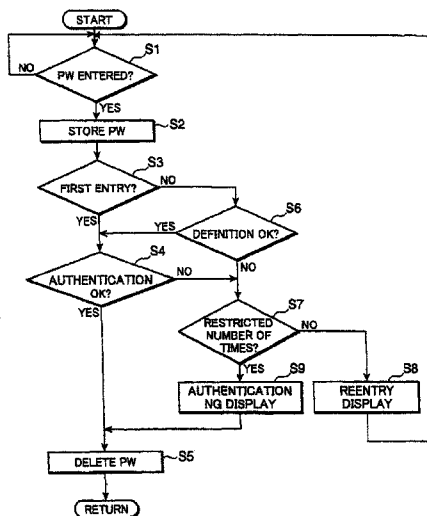 START
S1
PW ENTERED?
NO
YES
S2
STORE PW
S3
FIRST ENTRY?
NO
YES
S6
DEFINITION OK?
YES
NO
S4
AUTHENTICATION
OK?
NO
YES
S7
RESTRICTED
NUMBER OF
TIMES?
NO
YES
S9
AUTHENTICATION
NG DISPLAY
S8
REENTRY
DISPLAY
S5
DELETE PW
RETURN